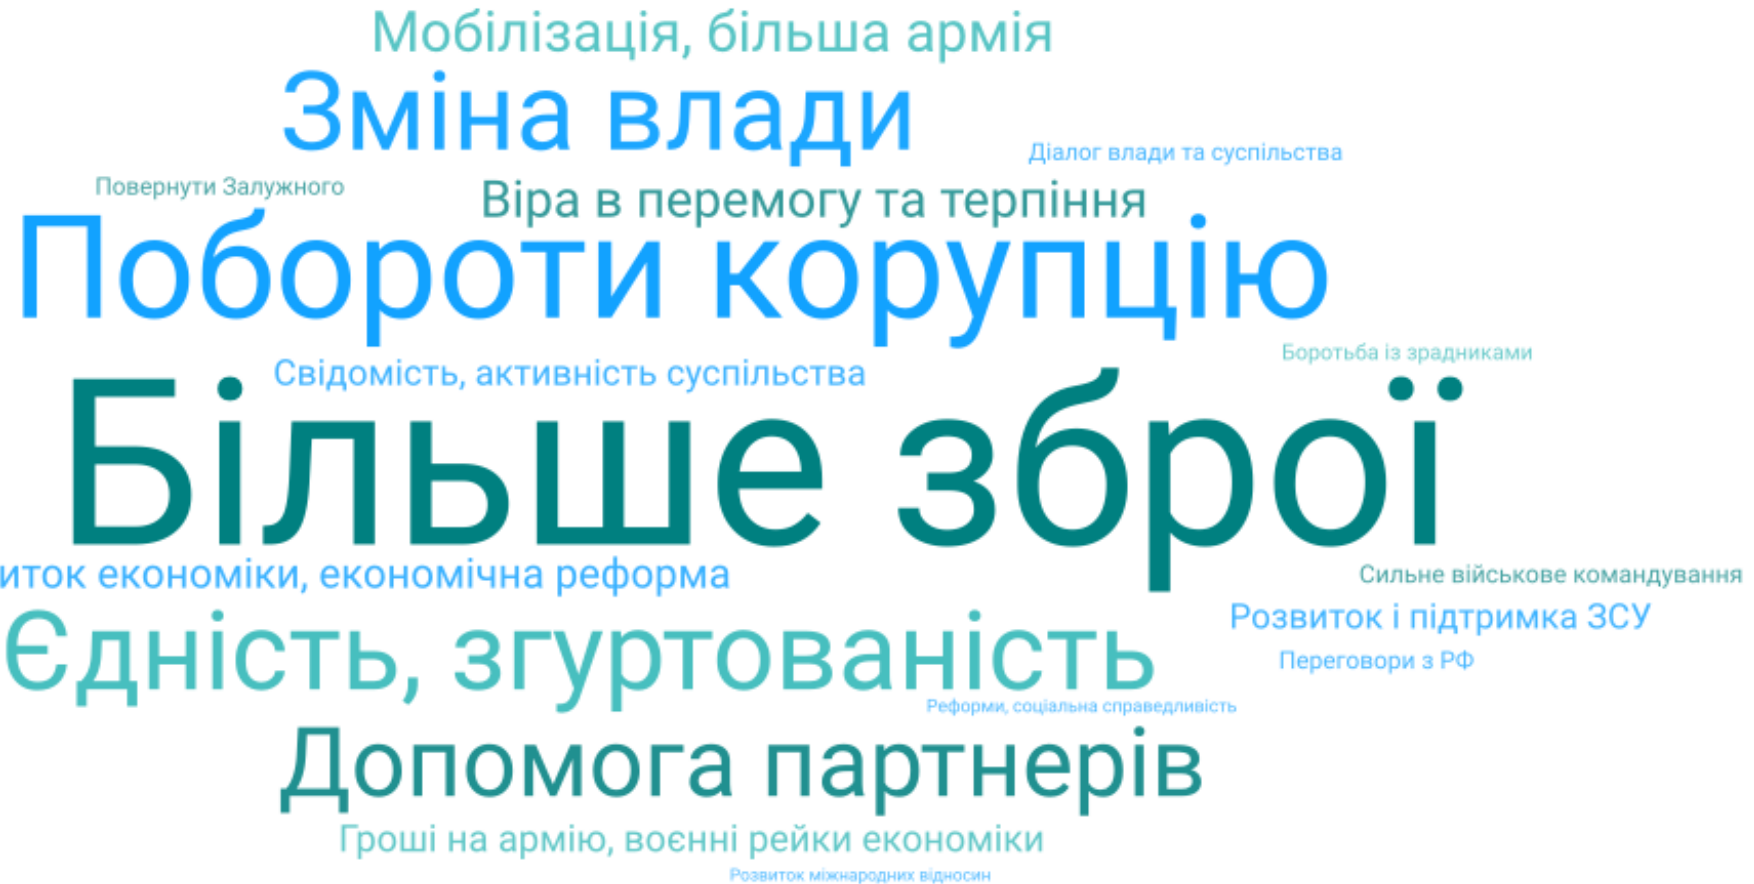 Мобілізація, більша армія
Зміна влади
Діалог влади та суспільства
Повернути Залужного
Віра в перемогу та терпіння
Побороти корупцію
Боротьба із зрадниками
Свідомість, активність суспільства
Більше зброї
иток економіки, економічна реформа
Сильне військове командування
Єдність, згуртованість
Розвиток і підтримка ЗСУ
Переговори з РФ
Реформи, соціальна справедливість
Допомога партнерів
Гроші на армію, воєнні рейки економіки
Розвиток міжнародних відносин